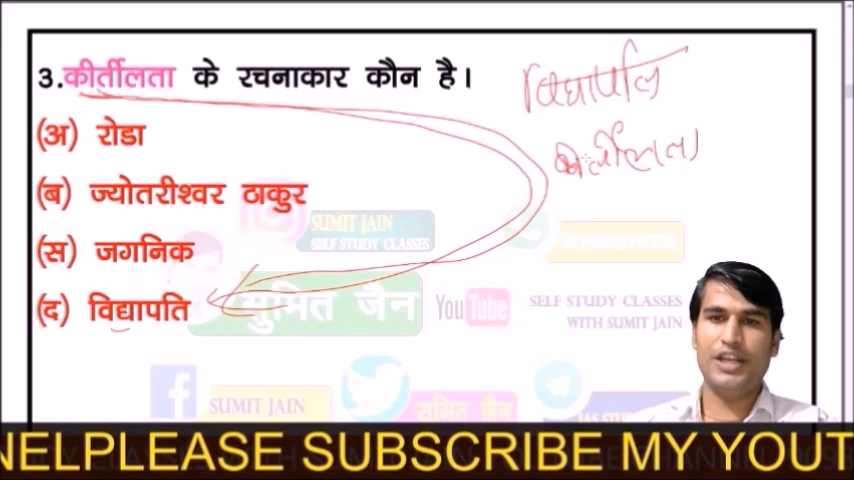 3.कीर्तीलता के रचनाकार कौन है।
विद्यापति
कीर्तीलता
(अ) रोडा
(ब) ज्योतरीश्वर ठाकुर
SUMIT JAIN
SELF STUDY CLASSES
(स) जगनिक
(द) विद्यापति
सुमित जैन
YouTube
SELF STUDY CLASSES
WITH SUMIT JAIN
SUMIT JAIN
सुमित जैन
NELPLEASE SUBSCRIBE MY YOUT